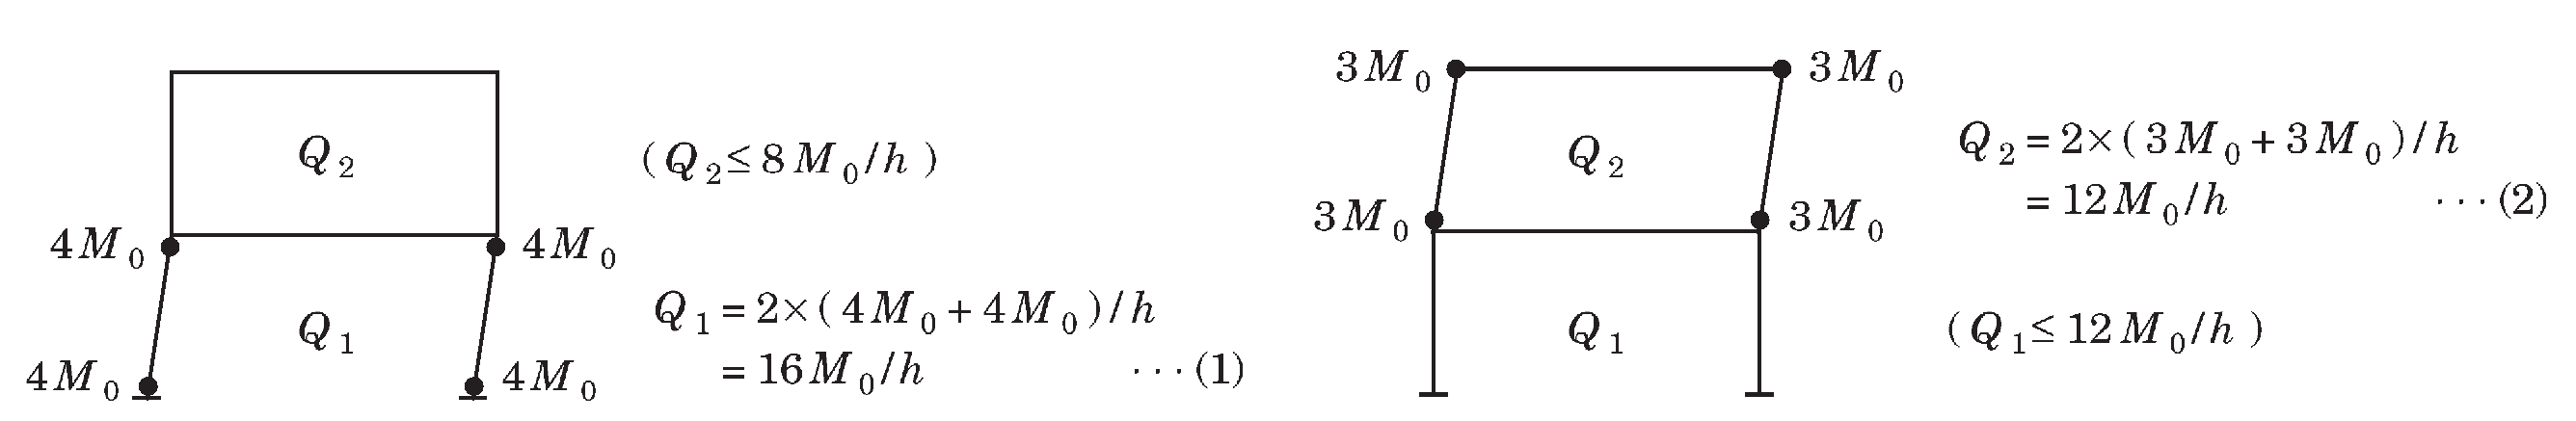 Q₂
(Q₂≤8M₀/h)
4M₀
4M₀
Q₁
Q₁=2×(4M₀+4M₀)/h
=16M₀/h ···(1)
4M₀
4M₀
3M₀
3M₀
Q₂
Q₂=2×(3M₀+3M₀)/h
=12M₀/h ···(2)
3M₀
3M₀
Q₁
(Q₁≤12M₀/h)